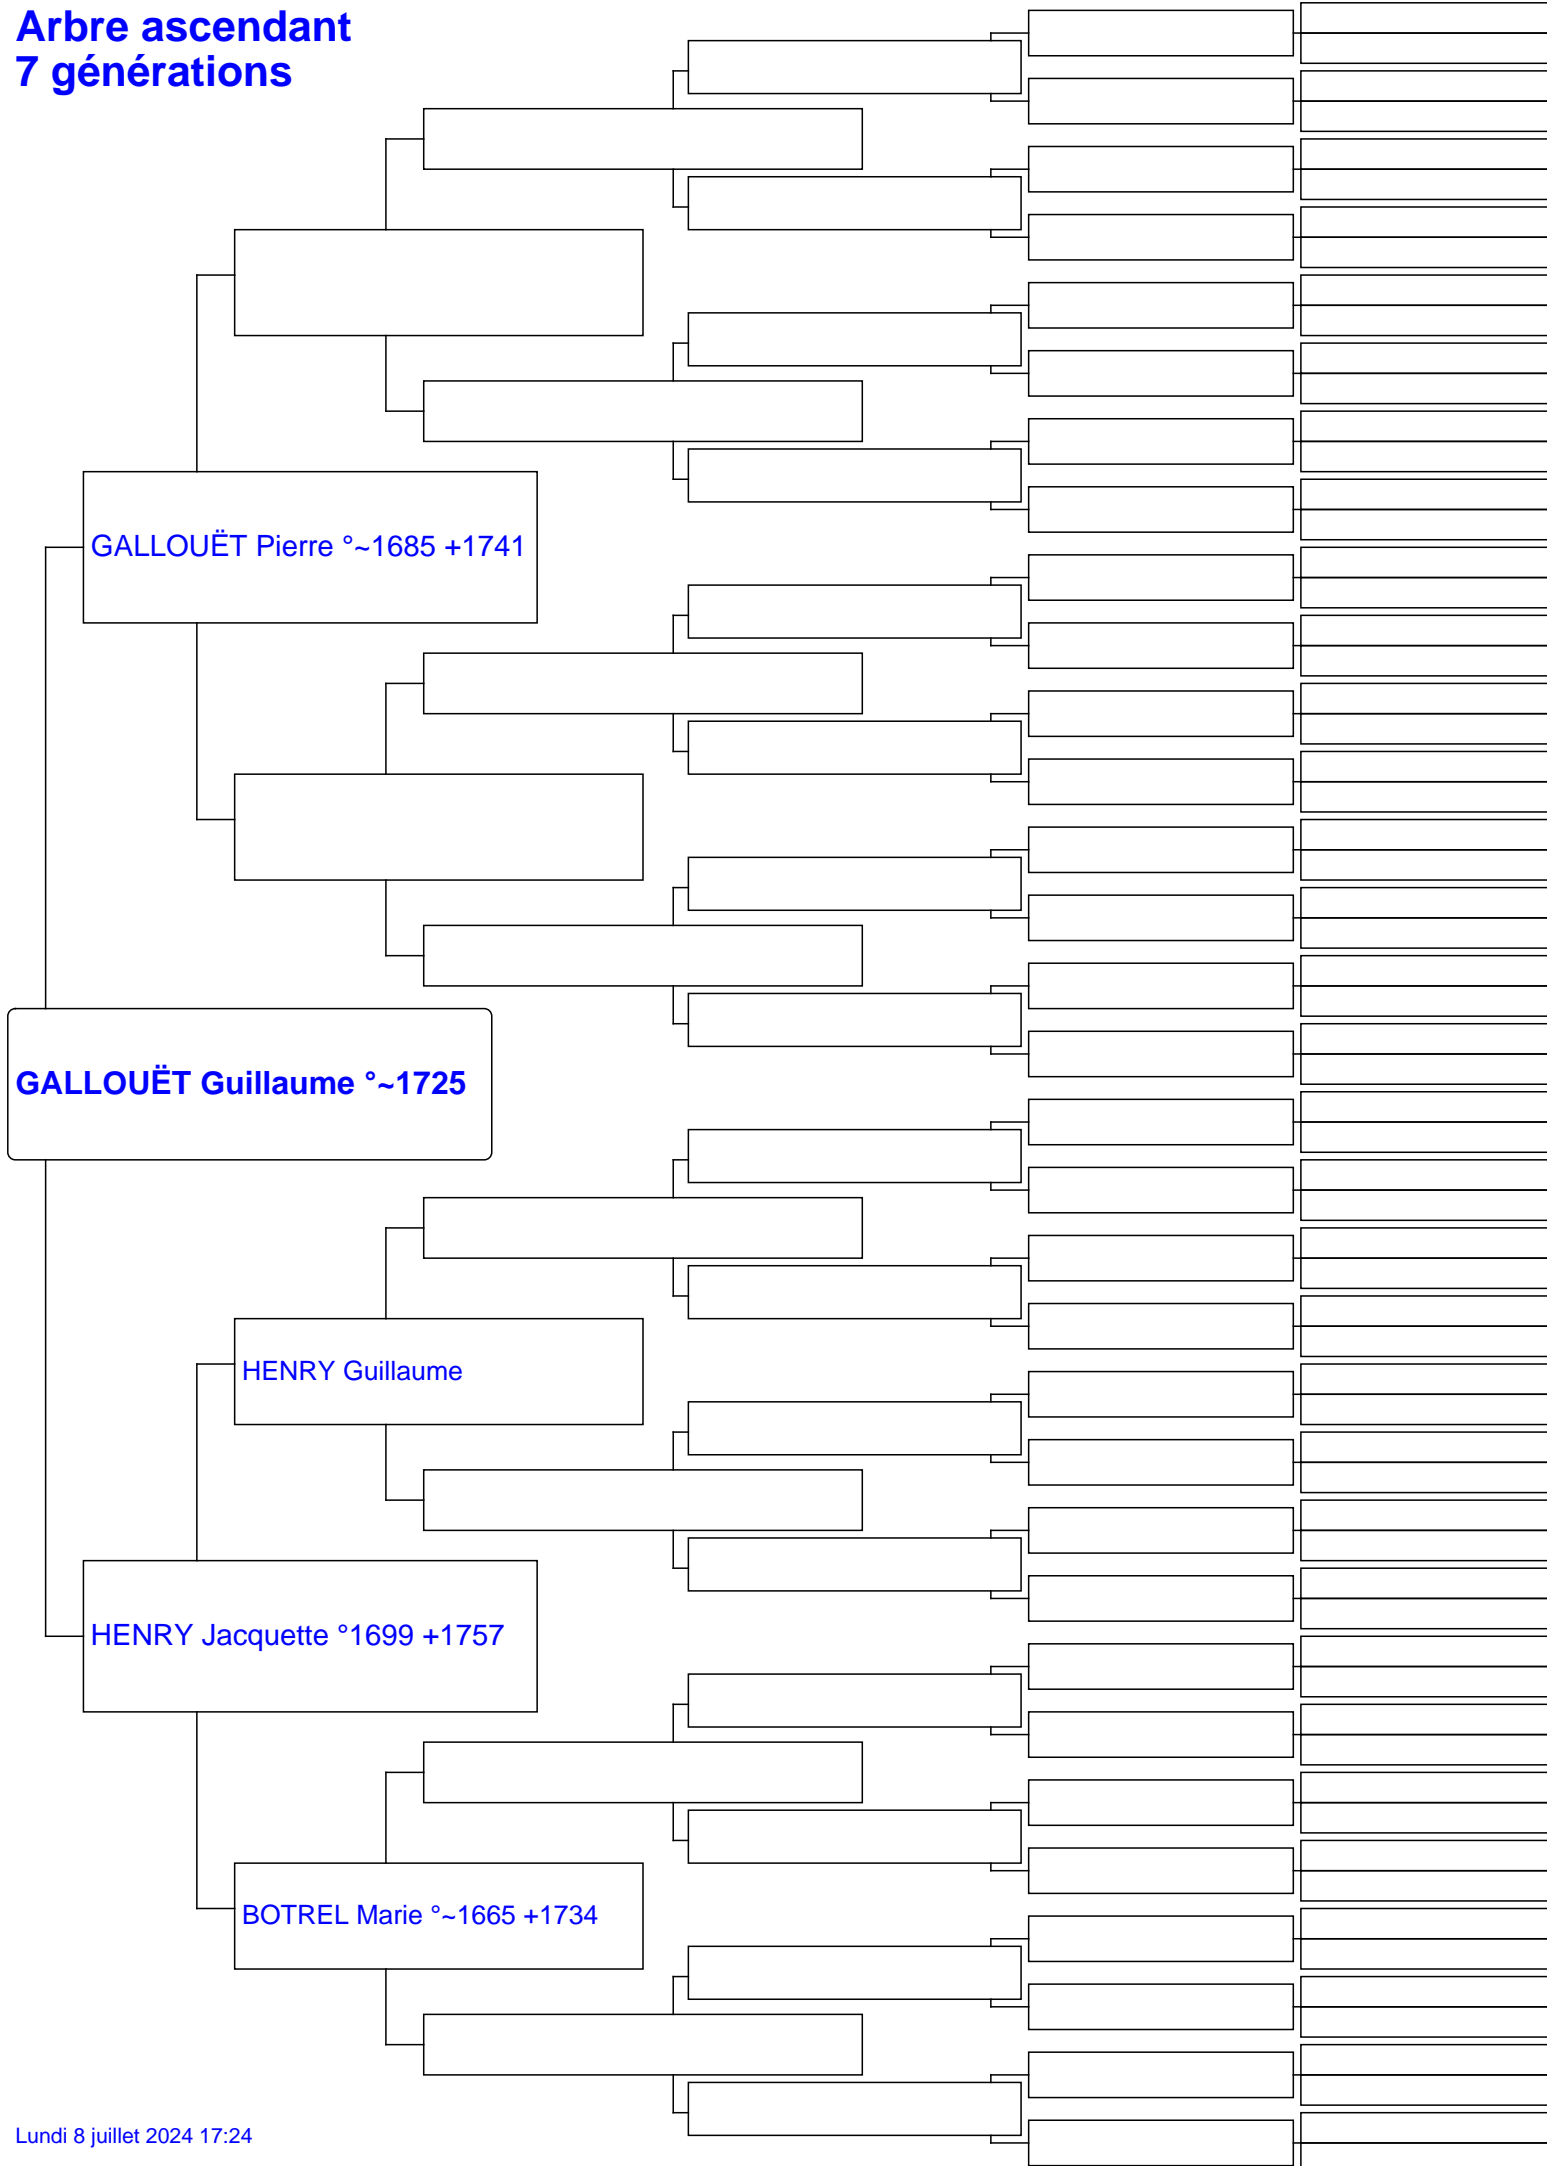 Arbre ascendant
7 générations
GALLOUËT Pierre °~1685 +1741
GALLOUËT Guillaume °~1725
HENRY Guillaume
HENRY Jacquette °1699 +1757
BOTREL Marie °~1665 +1734
Lundi 8 juillet 2024 17:24